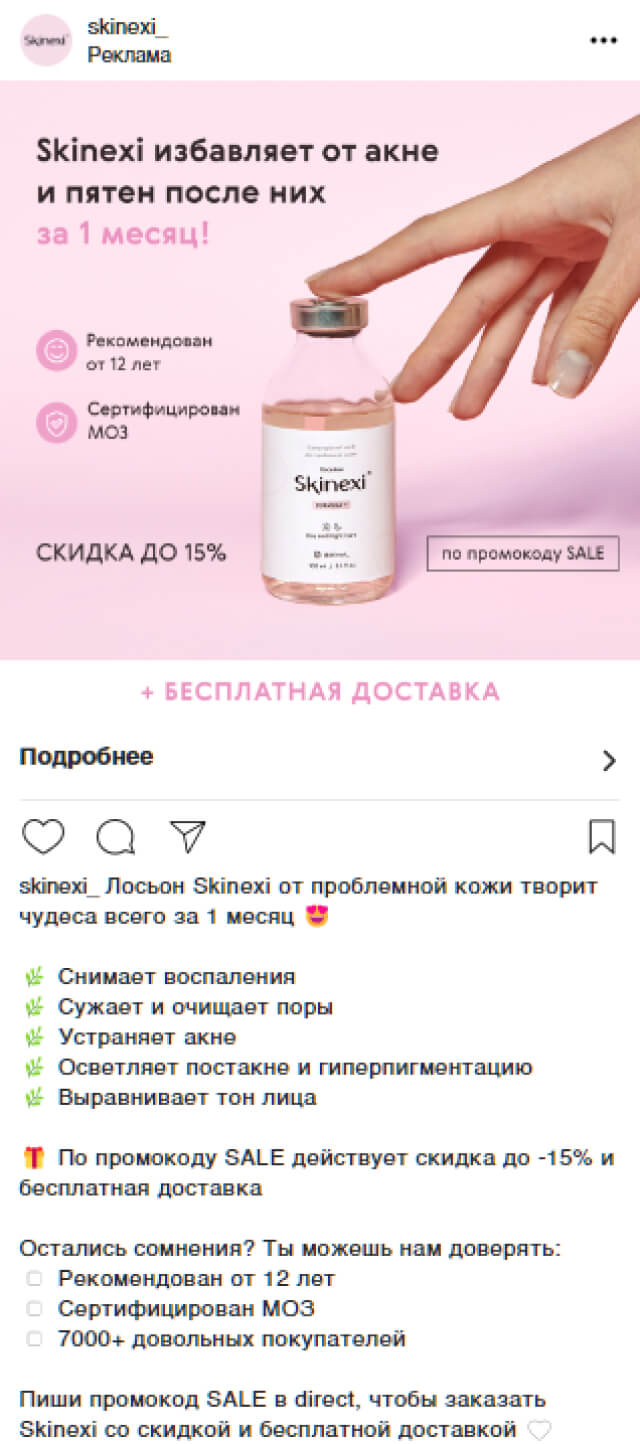 Skinexi
skinexi_
Реклама
Skinexi избавляет от акне
и пятен после них
за 1 месяц!
Рекомендован
от 12 лет
Сертифицирован
МОЗ
Skinexi
СКИДКА ДО 15%
по промокоду SALE
+ БЕСПЛАТНАЯ ДОСТАВКА
Подробнее
skinexi_ Лосьон Skinexi от проблемной кожи творит
чудеса всего за 1 месяц 😍
🌿 Снимает воспаления
🌿 Сужает и очищает поры
🌿 Устраняет акне
🌿 Осветляет постакне и гиперпигментацию
🌿 Выравнивает тон лица
🎁 По промокоду SALE действует скидка до -15% и
бесплатная доставка
Остались сомнения? Ты можешь нам доверять:
Рекомендован от 12 лет
Сертифицирован МОЗ
7000+ довольных покупателей
Пиши промокод SALE в direct, чтобы заказать
Skinexi со скидкой и бесплатной доставкой 🤍